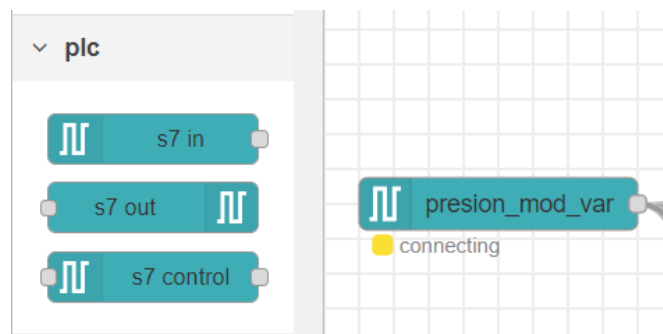 plc
s7 in
s7 out
s7 control
presion_mod_var
connecting